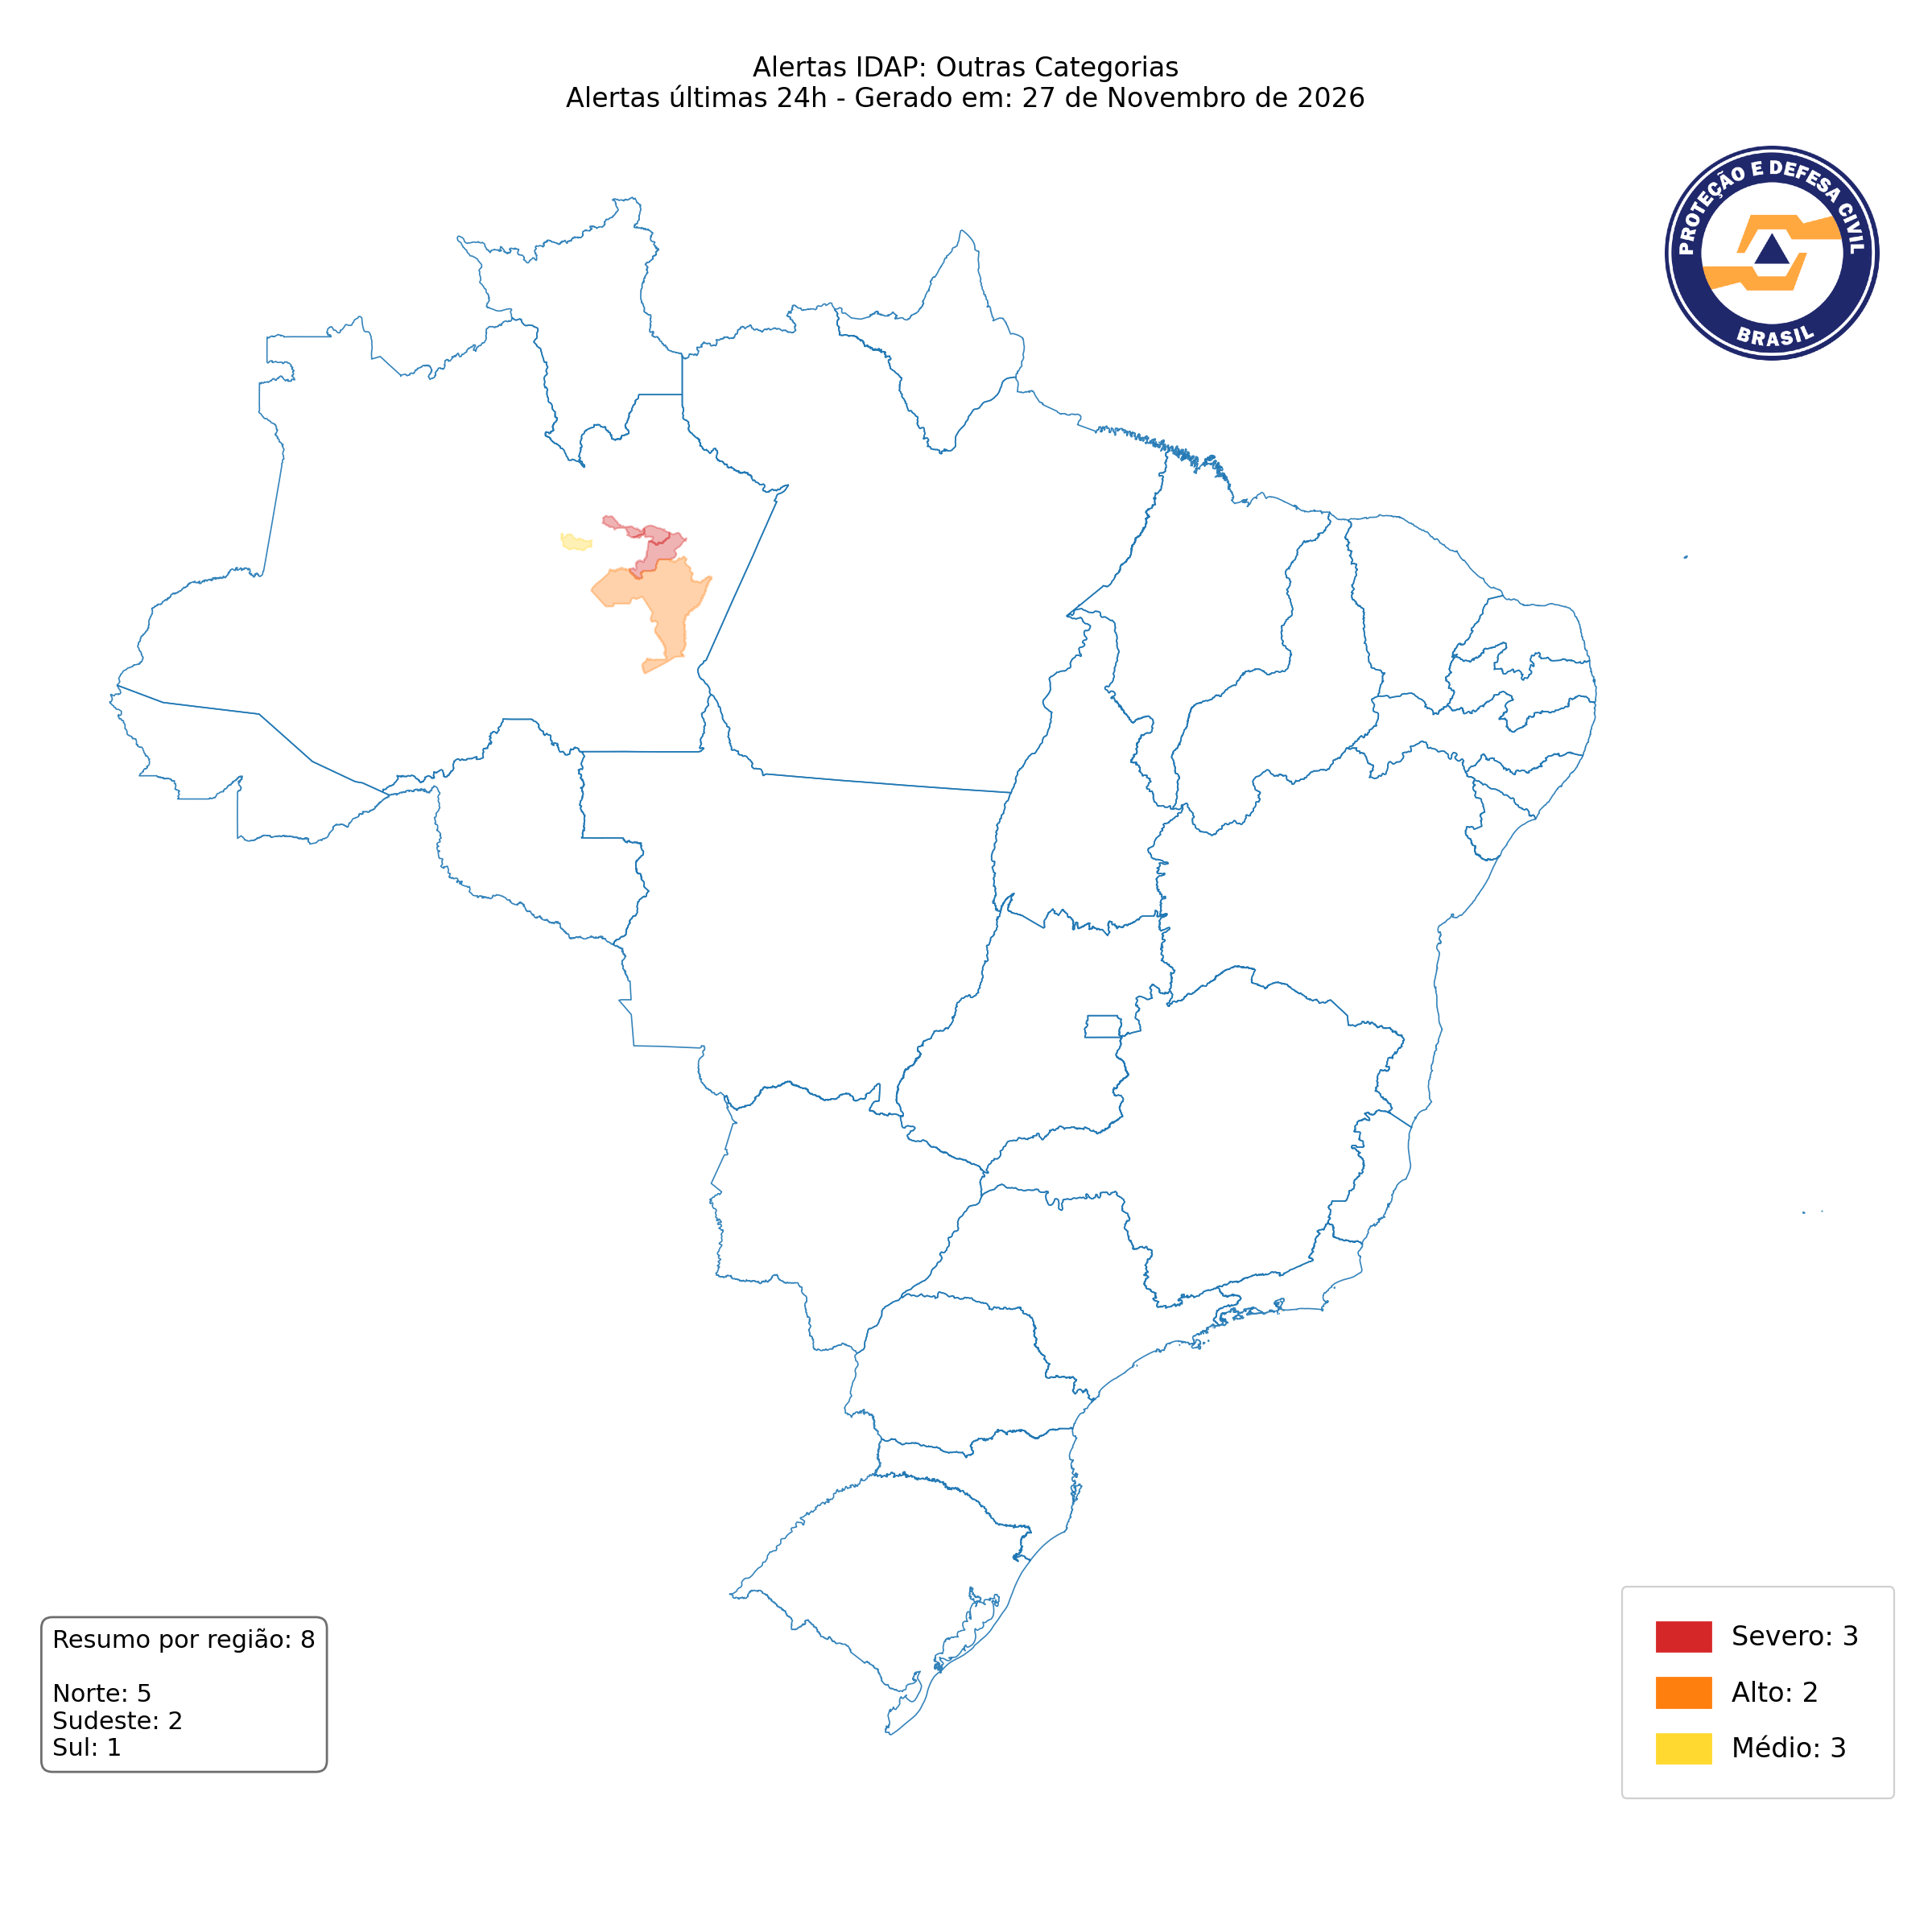 Alertas IDAP: Outras Categorias
Alertas últimas 24h - Gerado em: 27 de Novembro de 2026
PROTEÇÃO E DEFESA CIVIL
BRASIL
Resumo por região: 8
Norte: 5
Sudeste: 2
Sul: 1
Severo: 3
Alto: 2
Médio: 3